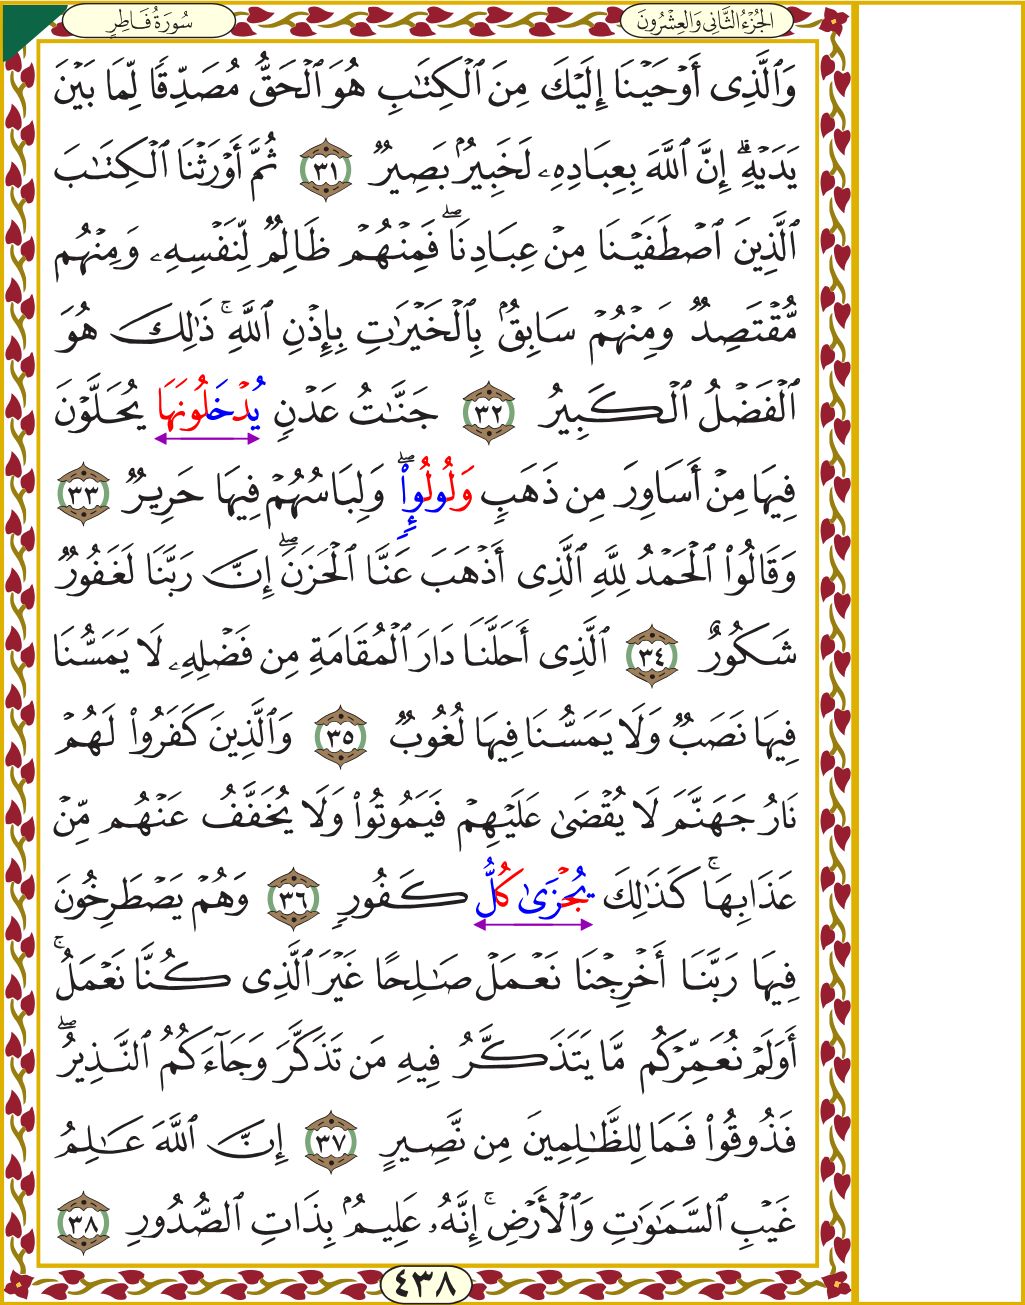 الجُزْءُ الثَّانِي وَالعِشْرُونَ
سُورَةُ فَاطِرٍ
وَٱلَّذِىٓ أَوْحَيْنَا إِلَيْكَ مِنَ ٱلْكِتَـٰبِ هُوَ ٱلْحَقُّ مُصَدِّقًا لِّمَا بَيْنَ
يَدَيْهِۗ إِنَّ ٱللَّهَ بِعِبَادِهِۦ لَخَبِيرٌۢ بَصِيرٌ ٣١ ثُمَّ أَوْرَثْنَا ٱلْكِتَـٰبَ
ٱلَّذِينَ ٱصْطَفَيْنَا مِنْ عِبَادِنَاۖ فَمِنْهُمْ ظَالِمٌ لِّنَفْسِهِۦ وَمِنْهُم
مُّقْتَصِدٌ وَمِنْهُمْ سَابِقٌۢ بِٱلْخَيْرَٰتِ بِإِذْنِ ٱللَّهِۚ ذَٰلِكَ هُوَ
ٱلْفَضْلُ ٱلْكَبِيرُ ٣٢ جَنَّـٰتُ عَدْنٍ يُدْخَلُونَهَا يُحَلَّوْنَ
فِيهَا مِنْ أَسَاوِرَ مِن ذَهَبٍ وَلُولُوٕا۟ۖ وَلِبَاسُهُمْ فِيهَا حَرِيرٌ ٣٣
وَقَالُوا۟ ٱلْحَمْدُ لِلَّهِ ٱلَّذِىٓ أَذْهَبَ عَنَّا ٱلْحَزَنَۖ إِنَّ رَبَّنَا لَغَفُورٌ
شَكُورٌ ٣٤ ٱلَّذِىٓ أَحَلَّنَا دَارَ ٱلْمُقَامَةِ مِن فَضْلِهِۦ لَا يَمَسُّنَا
فِيهَا نَصَبٌ وَلَا يَمَسُّنَا فِيهَا لُغُوبٌ ٣٥ وَٱلَّذِينَ كَفَرُوا۟ لَهُمْ
نَارُ جَهَنَّمَ لَا يُقْضَىٰ عَلَيْهِمْ فَيَمُوتُوا۟ وَلَا يُخَفَّفُ عَنْهُم مِّنْ
عَذَابِهَاۚ كَذَٰلِكَ يُجْزَىٰ كُلُّ كَفُورٍ ٣٦ وَهُمْ يَصْطَرِخُونَ
فِيهَا رَبَّنَا أَخْرِجْنَا نَعْمَلْ صَـٰلِحًا غَيْرَ ٱلَّذِى كُنَّا نَعْمَلُۚ
أَوَلَمْ نُعَمِّرْكُم مَّا يَتَذَكَّرُ فِيهِ مَن تَذَكَّرَ وَجَآءَكُمُ ٱلنَّذِيرُۖ
فَذُوقُوا۟ فَمَا لِلظَّـٰلِمِينَ مِن نَّصِيرٍ ٣٧ إِنَّ ٱللَّهَ عَـٰلِمُ
غَيْبِ ٱلسَّمَـٰوَٰتِ وَٱلْأَرْضِۚ إِنَّهُۥ عَلِيمٌۢ بِذَاتِ ٱلصُّدُورِ ٣٨
٤٣٨